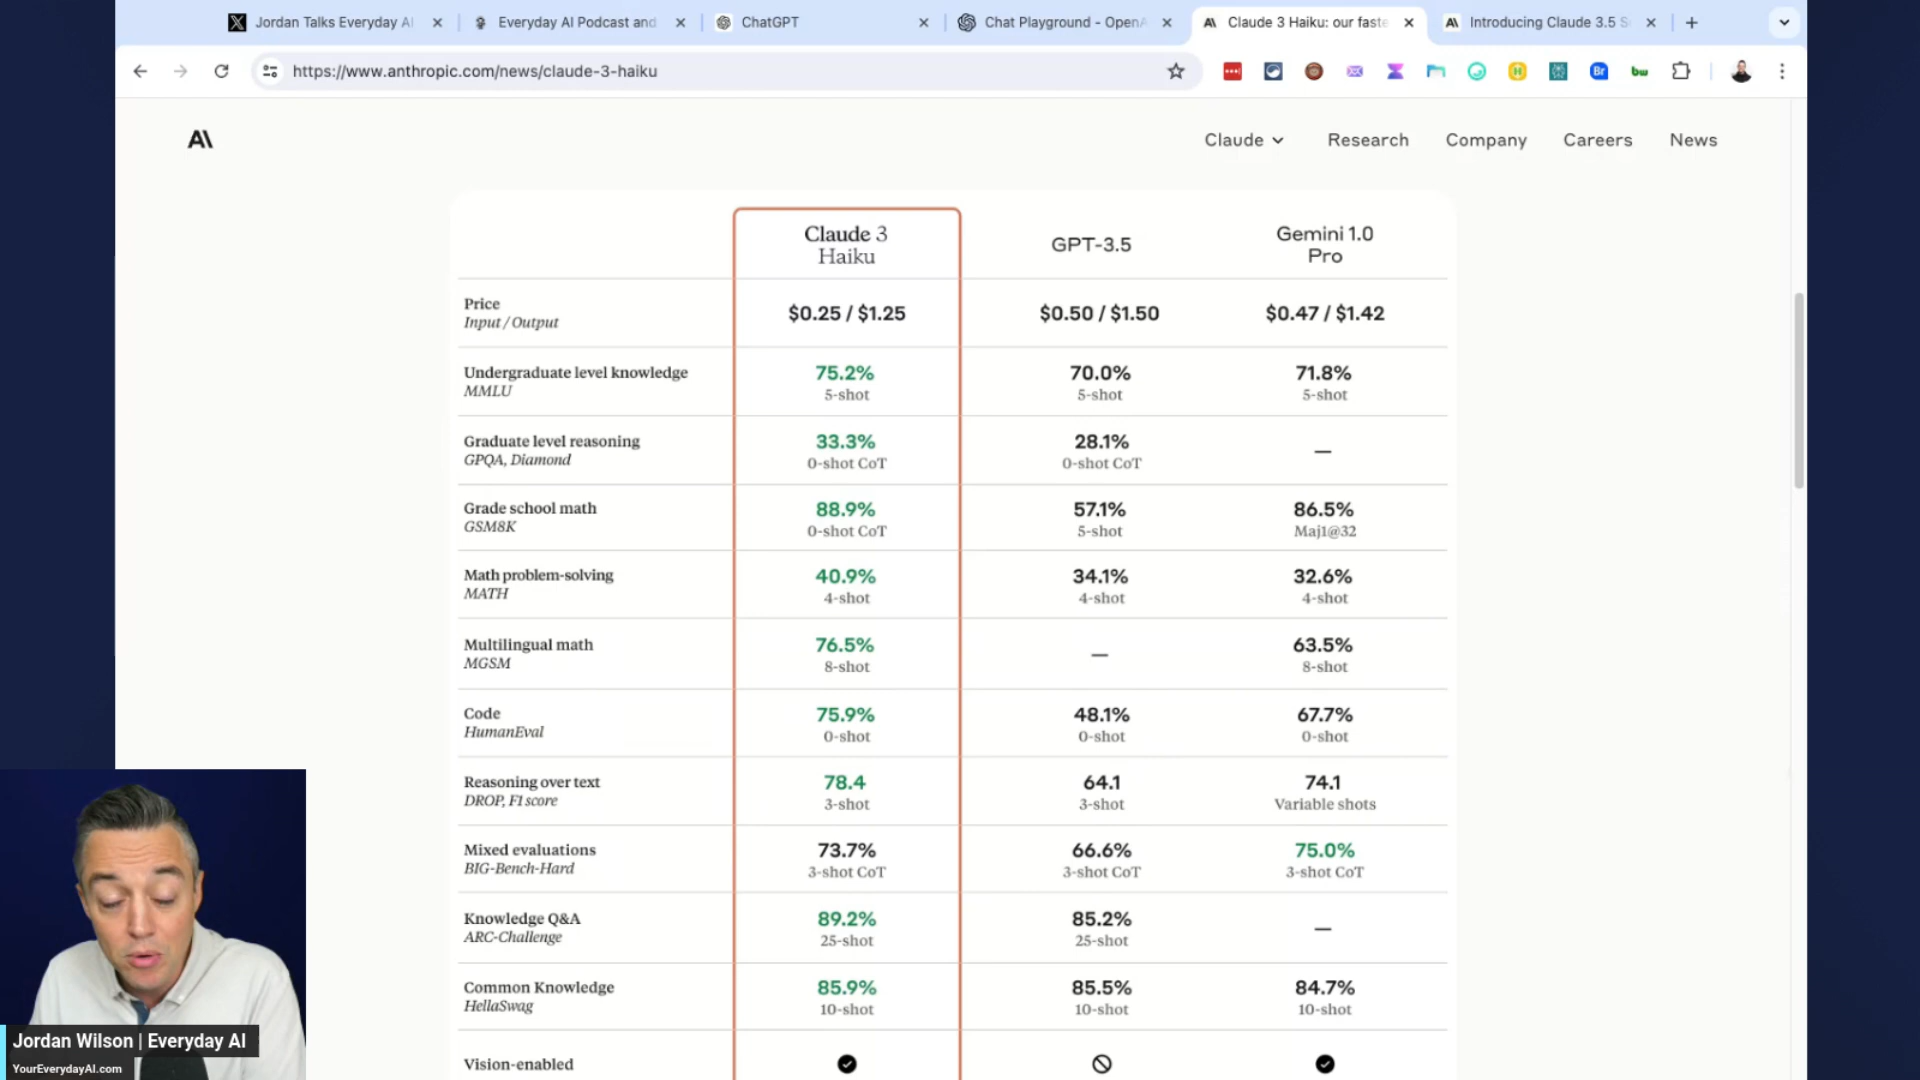 Jordan Talks Everyday AI
Everyday AI Podcast and
ChatGPT
Chat Playground - OpenA
Claude 3 Haiku: our faste
Introducing Claude 3.5 S
https://www.anthropic.com/news/claude-3-haiku
Br
bw
Claude
Research
Company
Careers
News
Claude 3
Haiku
GPT-3.5
Gemini 1.0
Pro
Price
Input / Output
$0.25 / $1.25
$0.50 / $1.50
$0.47 / $1.42
Undergraduate level knowledge
MMLU
75.2%
5-shot
70.0%
5-shot
71.8%
5-shot
Graduate level reasoning
GPQA, Diamond
33.3%
0-shot CoT
28.1%
0-shot CoT
—
Grade school math
GSM8K
88.9%
0-shot CoT
57.1%
5-shot
86.5%
Maj1@32
Math problem-solving
MATH
40.9%
4-shot
34.1%
4-shot
32.6%
4-shot
Multilingual math
MGSM
76.5%
8-shot
—
63.5%
8-shot
Code
HumanEval
75.9%
0-shot
48.1%
0-shot
67.7%
0-shot
Reasoning over text
DROP, F1 score
78.4
3-shot
64.1
3-shot
74.1
Variable shots
Mixed evaluations
BIG-Bench-Hard
73.7%
3-shot CoT
66.6%
3-shot CoT
75.0%
3-shot CoT
Knowledge Q&A
ARC-Challenge
89.2%
25-shot
85.2%
25-shot
—
Common Knowledge
HellaSwag
85.9%
10-shot
85.5%
10-shot
84.7%
10-shot
Vision-enabled
Jordan Wilson | Everyday AI
YourEverydayAI.com